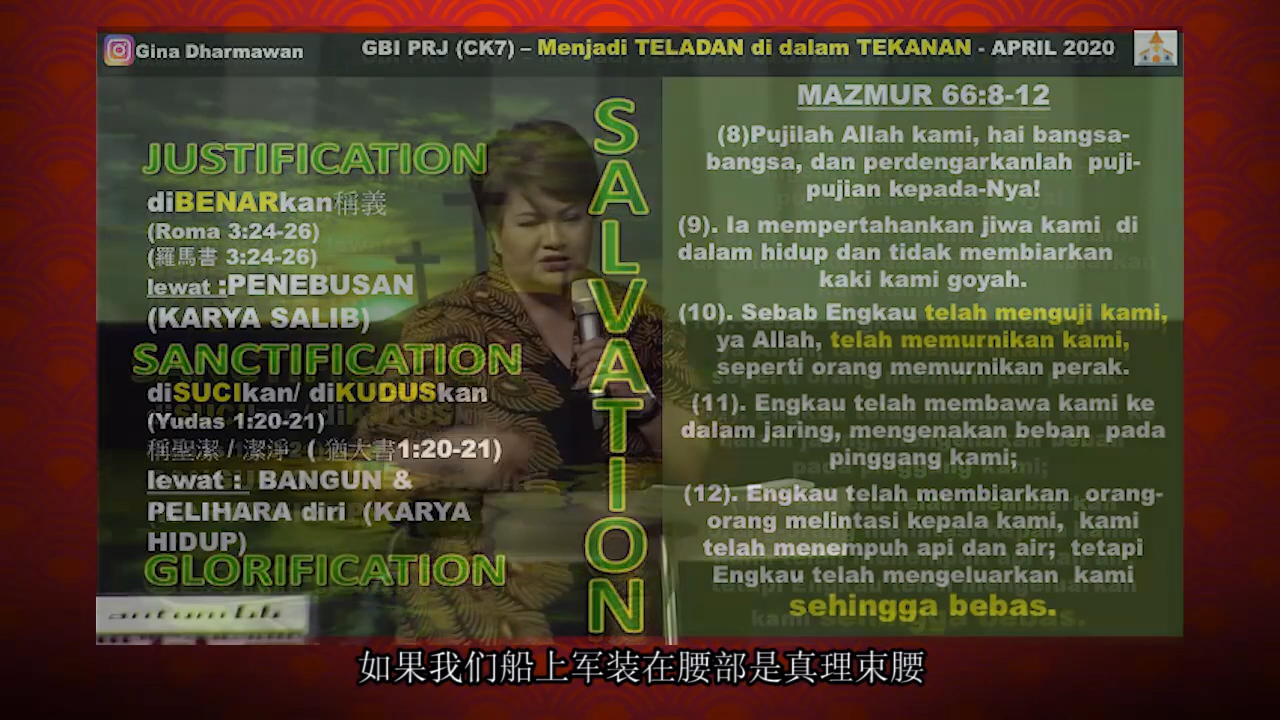 Gina Dharmawan
GBI PRJ (CK7) – Menjadi TELADAN di dalam TEKANAN - APRIL 2020
JUSTIFICATION
diBENARkan稱義
(Roma 3:24-26)
(羅馬書 3:24-26)
lewat :PENEBUSAN
(KARYA SALIB)
SANCTIFICATION
diSUCIkan/ diKUDUSkan
(Yudas 1:20-21)
稱聖潔 / 潔淨 ( 猶大書1:20-21)
lewat : BANGUN &
PELIHARA diri (KARYA
HIDUP)
GLORIFICATION
SALVATION
MAZMUR 66:8-12
(8)Pujilah Allah kami, hai bangsa-
bangsa, dan perdengarkanlah puji-
pujian kepada-Nya!
(9). Ia mempertahankan jiwa kami di
dalam hidup dan tidak membiarkan
kaki kami goyah.
(10). Sebab Engkau telah menguji kami,
ya Allah, telah memurnikan kami,
seperti orang memurnikan perak.
(11). Engkau telah membawa kami ke
dalam jaring, mengenakan beban pada
pinggang kami;
(12). Engkau telah membiarkan orang-
orang melintasi kepala kami, kami
telah menempuh api dan air; tetapi
Engkau telah mengeluarkan kami
sehingga bebas.
如果我们船上军装在腰部是真理束腰